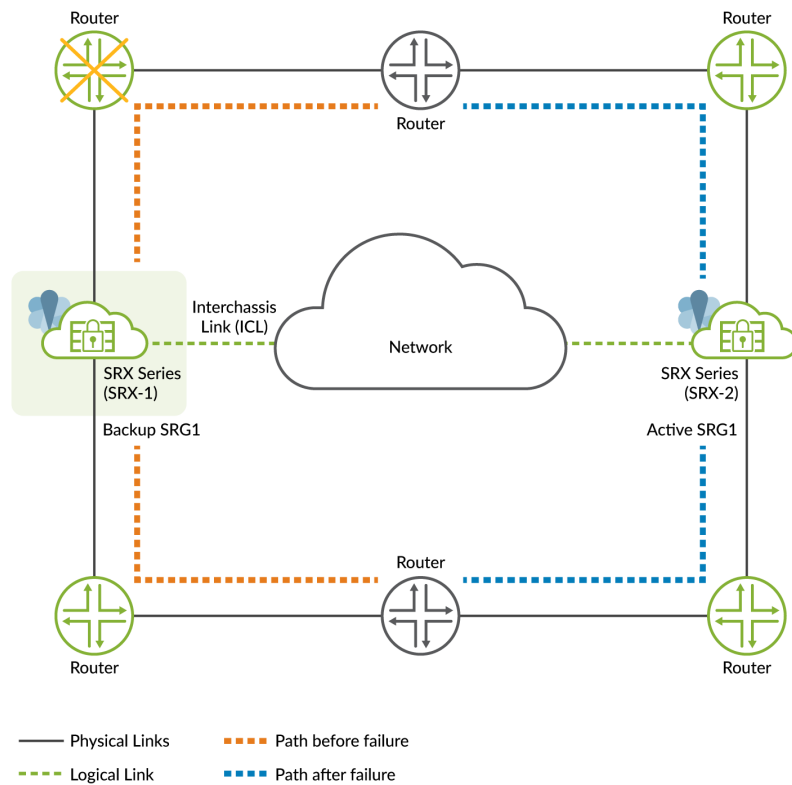 Router
Router
Router
Interchassis
Link (ICL)
Network
SRX Series
(SRX-1)
SRX Series
(SRX-2)
Backup SRG1
Active SRG1
Router
Router
Router
Physical Links
Path before failure
Logical Link
Path after failure